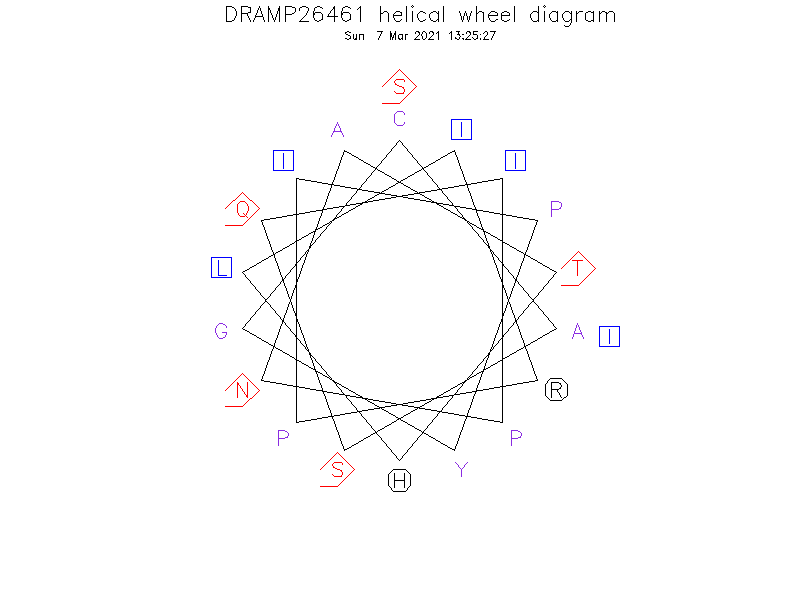 DRAMP26461 helical wheel diagram
Sun 7 Mar 2021 13:25:27
S
C
A I
I I
Q P
L T
G A I
N R
P P
S H Y